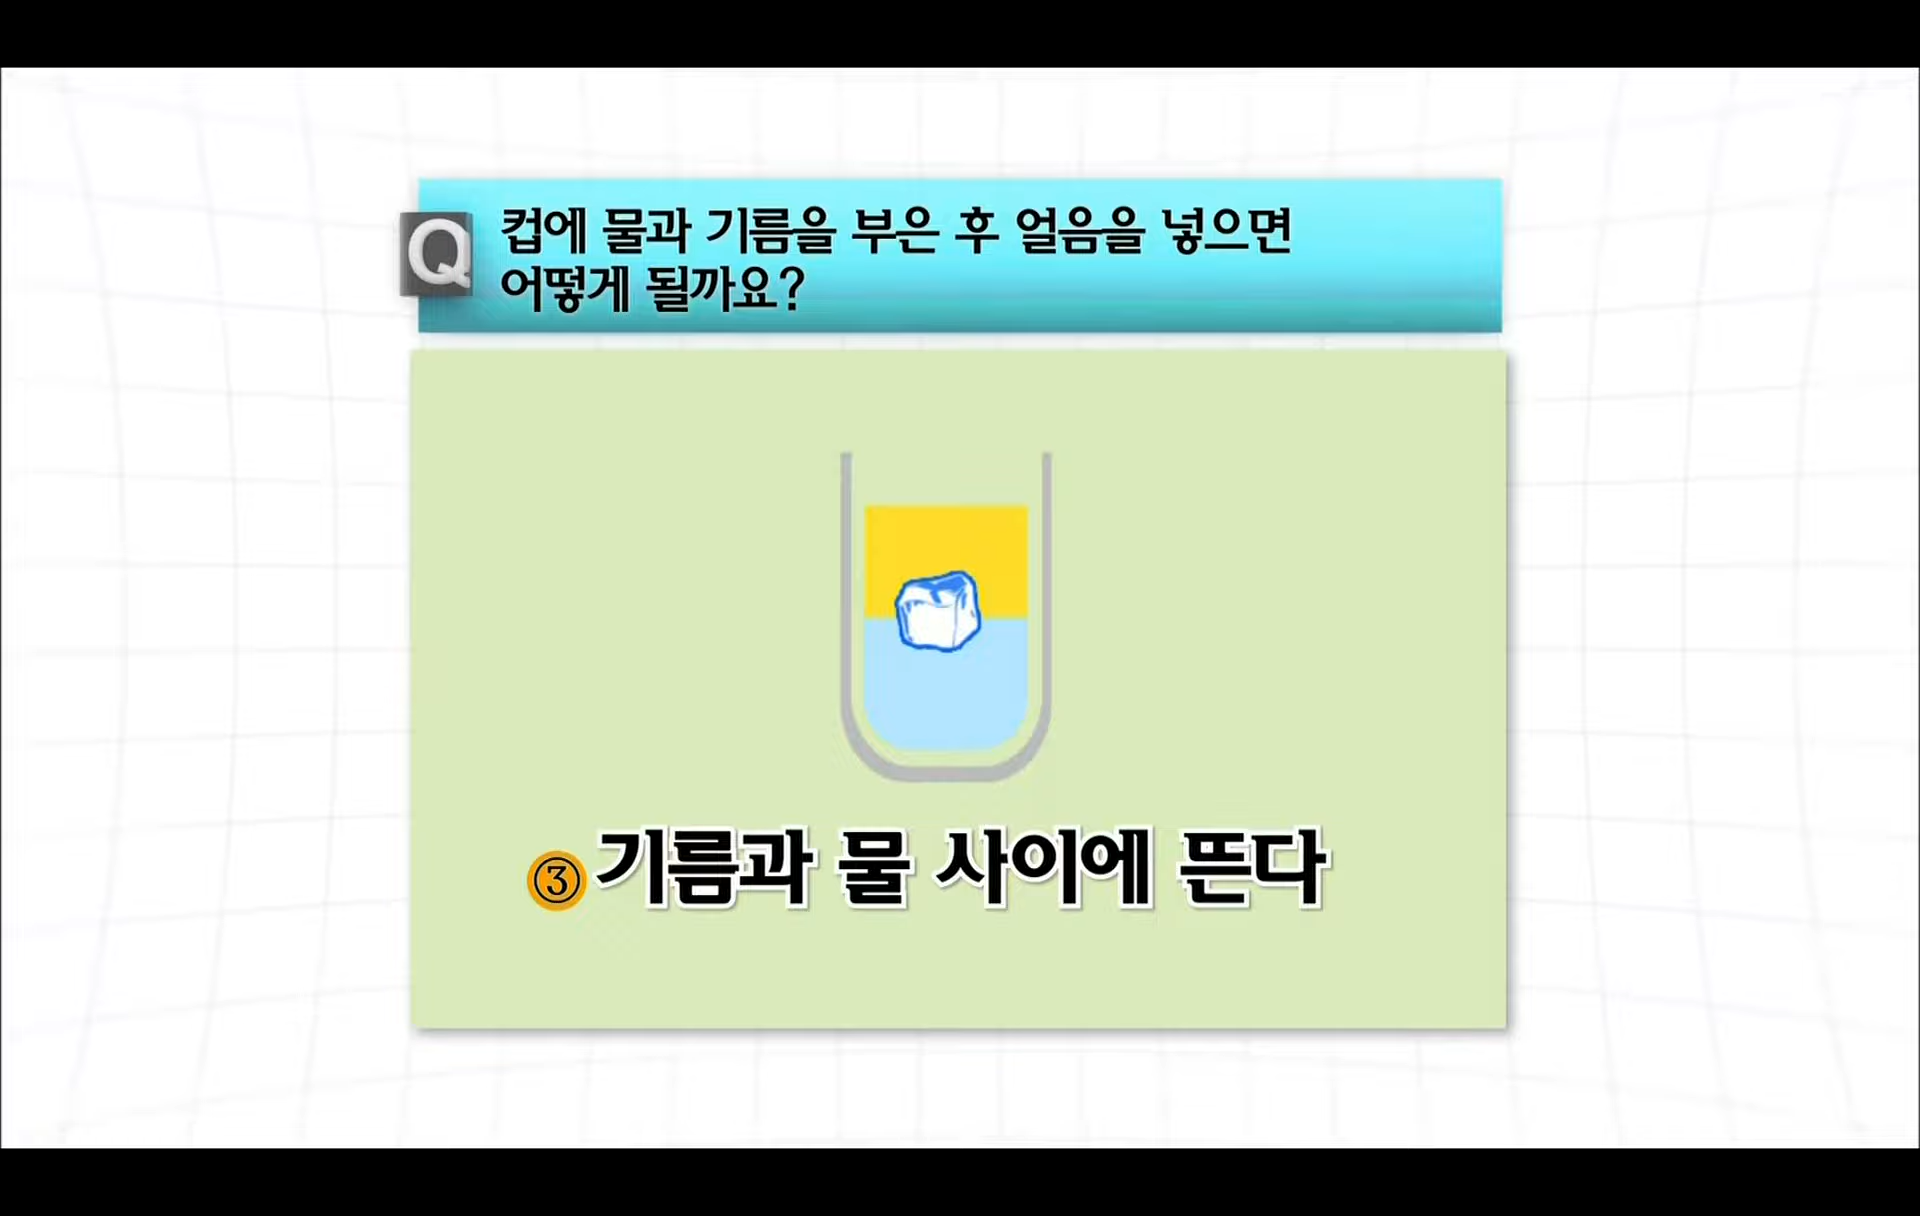 Q 컵에 물과 기름을 부은 후 얼음을 넣으면
어떻게 될까요?
③ 기름과 물 사이에 뜬다